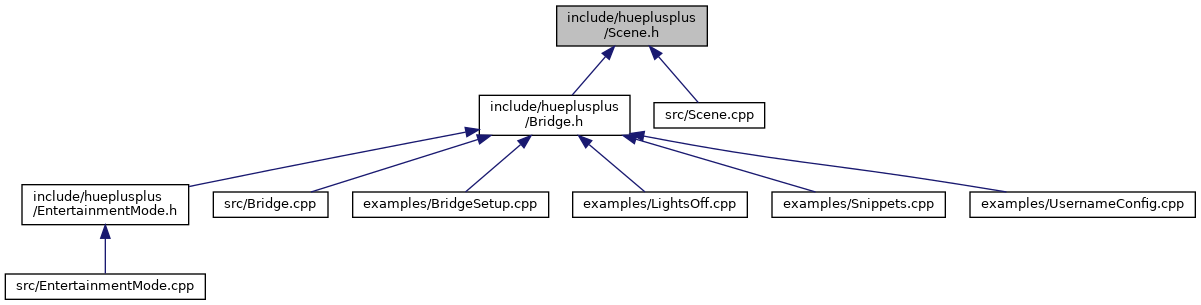 include/hueplusplus
/Scene.h
include/hueplusplus
/Bridge.h
src/Scene.cpp
include/hueplusplus
/EntertainmentMode.h
src/Bridge.cpp
examples/BridgeSetup.cpp
examples/LightsOff.cpp
examples/Snippets.cpp
examples/UsernameConfig.cpp
src/EntertainmentMode.cpp